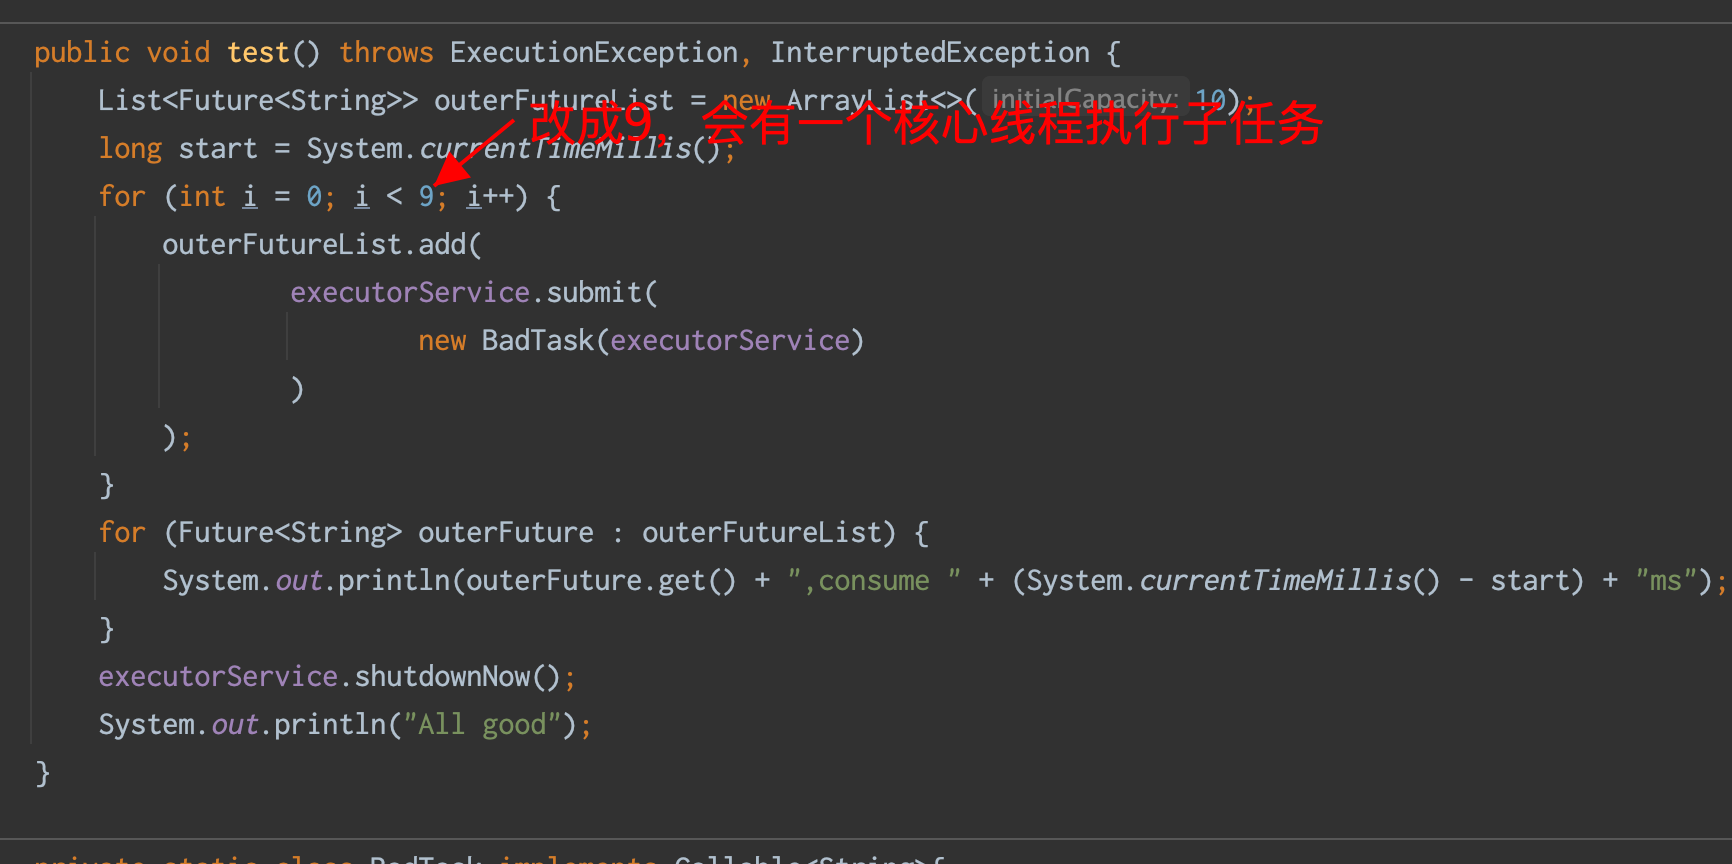 public void test() throws ExecutionException, InterruptedException {
List<Future<String>> outerFutureList = new ArrayList<>( initialCapacity: 10);
改成9，会有一个核心线程执行子任务
long start = System.currentTimeMillis();
for (int i = 0; i < 9; i++) {
outerFutureList.add(
executorService.submit(
new BadTask(executorService)
)
);
}
for (Future<String> outerFuture : outerFutureList) {
System.out.println(outerFuture.get() + ",consume " + (System.currentTimeMillis() - start) + "ms");
}
executorService.shutdownNow();
System.out.println("All good");
}
private static class BadTask implements Callable<String>{